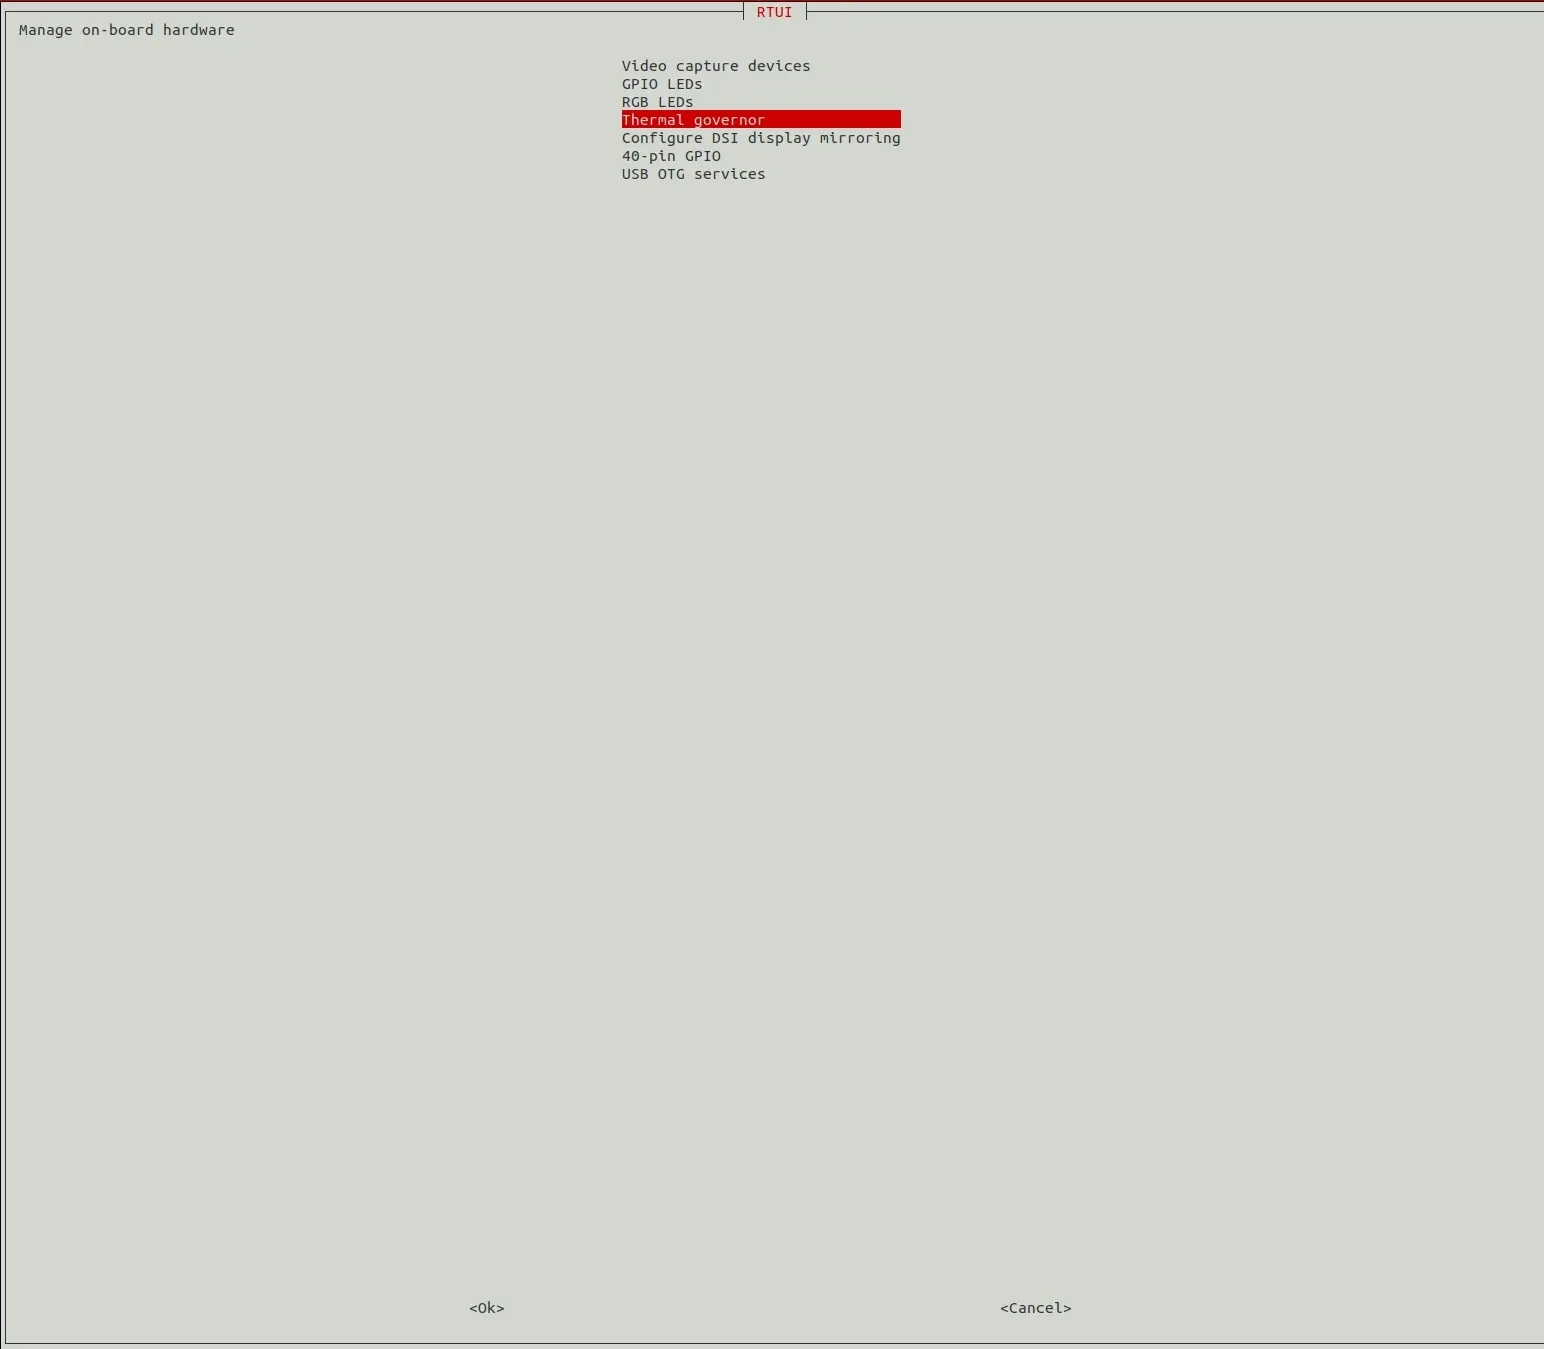 RTUI
Manage on-board hardware
Video capture devices
GPIO LEDs
RGB LEDs
Thermal governor
Configure DSI display mirroring
40-pin GPIO
USB OTG services
<Ok> <Cancel>